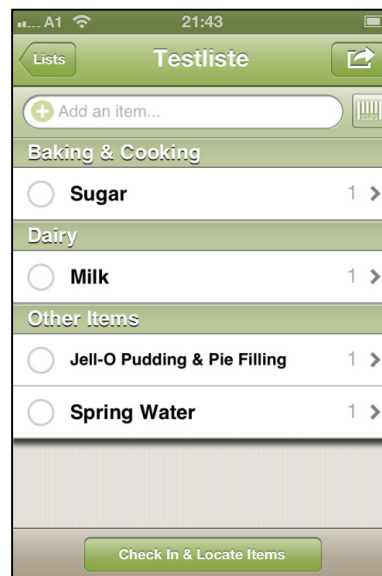 A1 21:43
Lists Testliste
Add an item...
Baking & Cooking
Sugar 1
Dairy
Milk 1
Other Items
Jell-O Pudding & Pie Filling 1
Spring Water 1
Check In & Locate Items